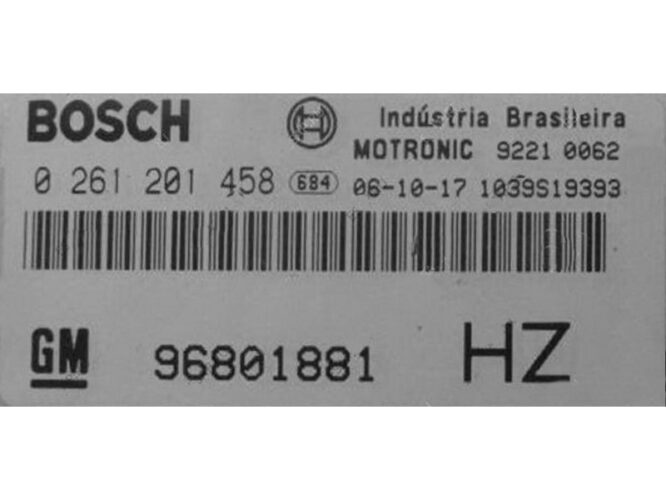 BOSCH Indústria Brasileira
MOTRONIC 9221 0062
0 261 201 458 684 06-10-17 1039S19393
GM 96801881 HZ